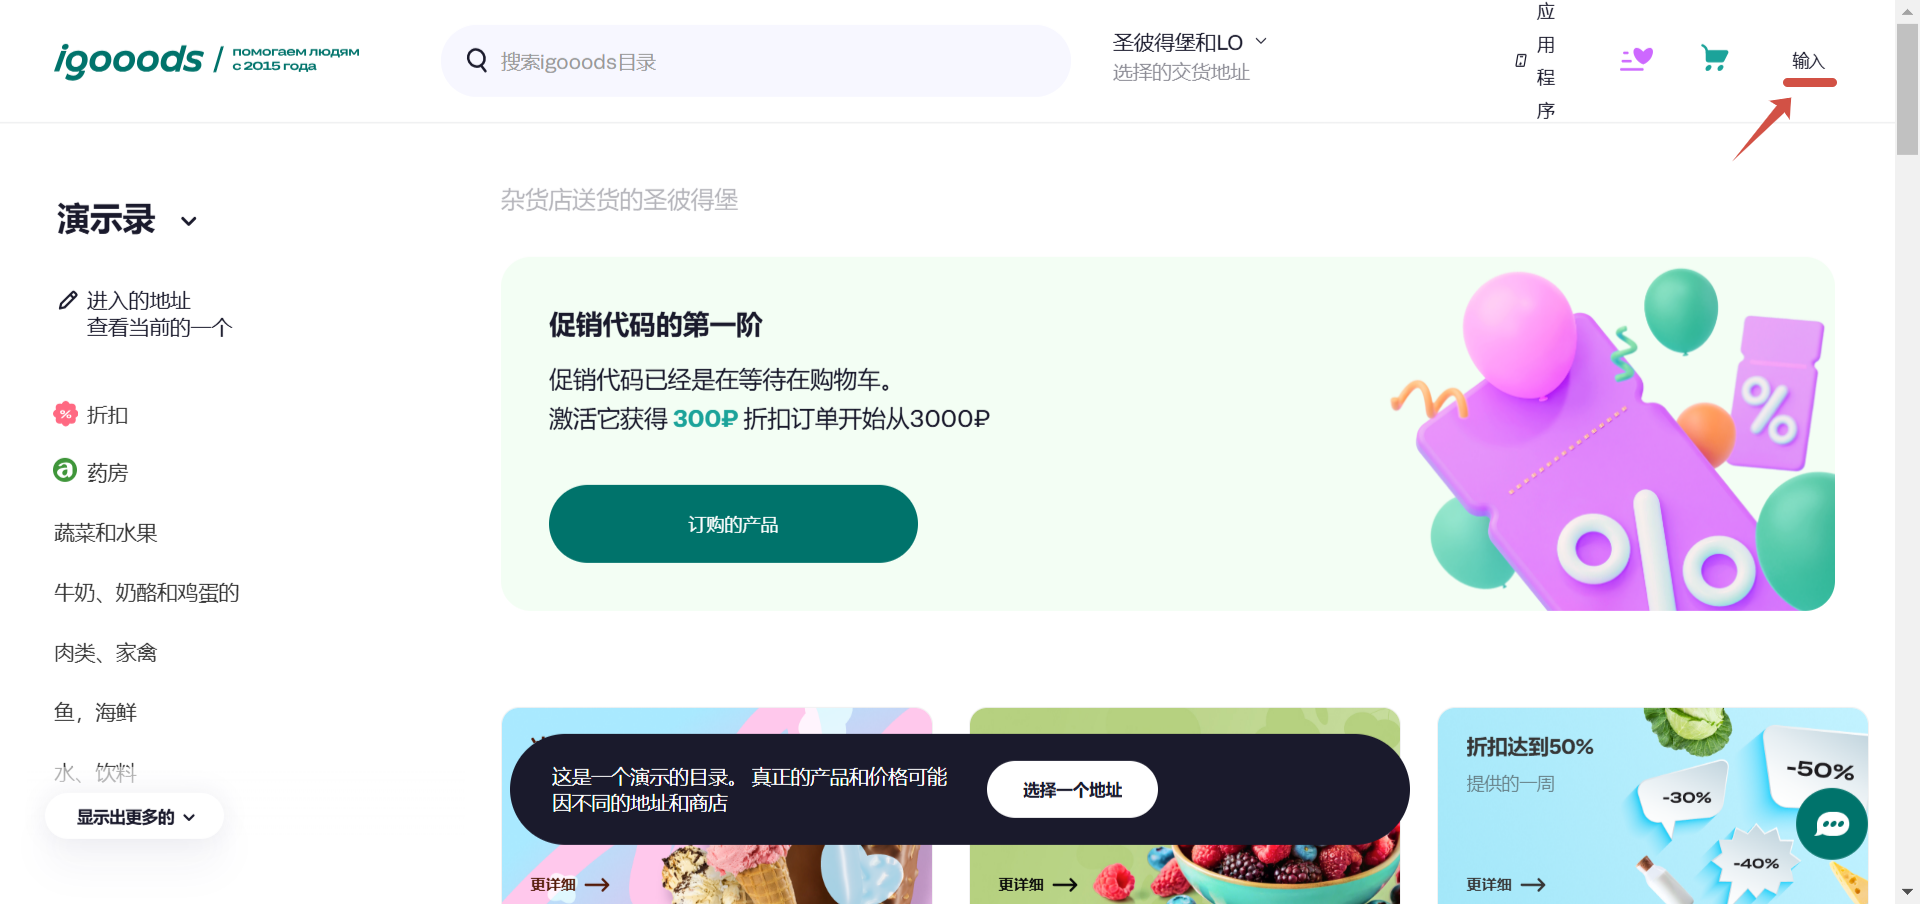 igooods / помогаем людям
с 2015 года
搜索igooods目录
圣彼得堡和LO
选择的交货地址
应
用
程
序
输入
演示录
进入的地址
查看当前的一个
% 折扣
a 药房
蔬菜和水果
牛奶、奶酪和鸡蛋的
肉类、家禽
鱼，海鲜
水、饮料
显示出更多的
杂货店送货的圣彼得堡
促销代码的第一阶
促销代码已经是在等待在购物车。
激活它获得 300₽ 折扣订单开始从3000₽
订购的产品
%
%
这是一个演示的目录。 真正的产品和价格可能
因不同的地址和商店
选择一个地址
更详细
更详细
折扣达到50%
提供的一周
-50%
-30%
-40%
更详细